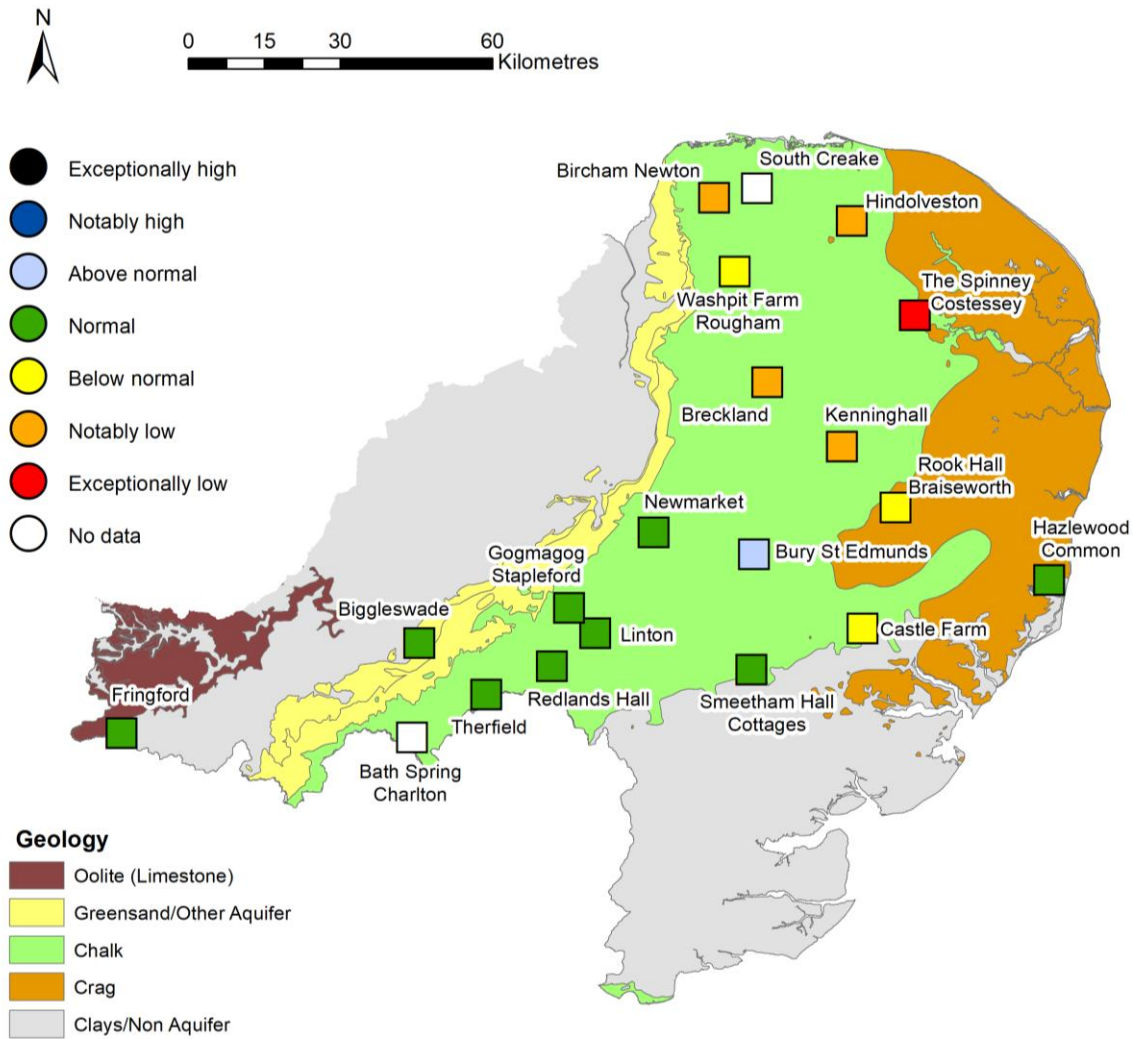 N
0 15 30 60
Kilometres
Exceptionally high
Notably high
Above normal
Normal
Below normal
Notably low
Exceptionally low
No data
South Creake
Bircham Newton
Hindolveston
The Spinney
Costessey
Washpit Farm
Rougham
Breckland
Kenninghall
Rook Hall
Braiseworth
Newmarket
Hazlewood
Common
Gogmagog
Stapleford
Bury St Edmunds
Biggleswade
Linton
Castle Farm
Fringford
Redlands Hall
Smeetham Hall
Cottages
Therfield
Bath Spring
Charlton
Geology
Oolite (Limestone)
Greensand/Other Aquifer
Chalk
Crag
Clays/Non Aquifer